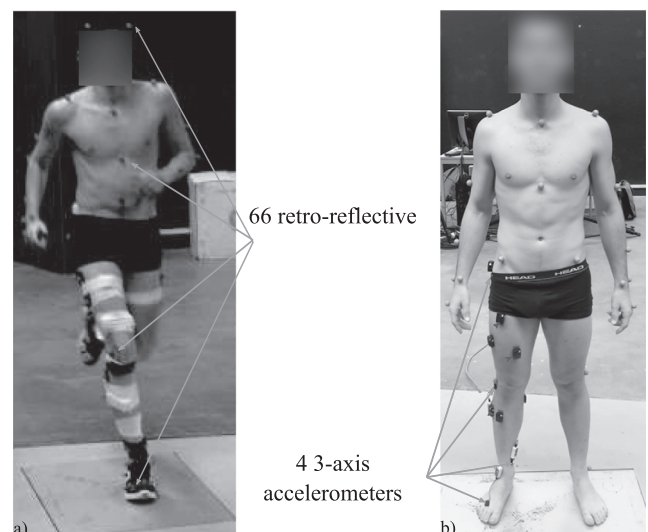 66 retro-reflective
HEAD HEAD
4 3-axis
accelerometers
a)
b)